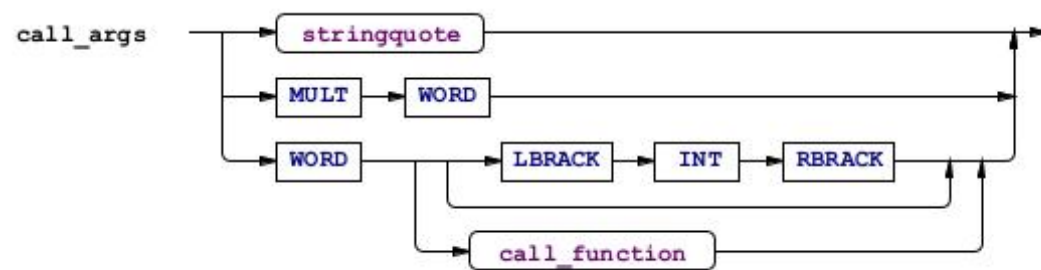 call_args stringquote
MULT WORD
WORD LBRACK INT RBRACK
call_function